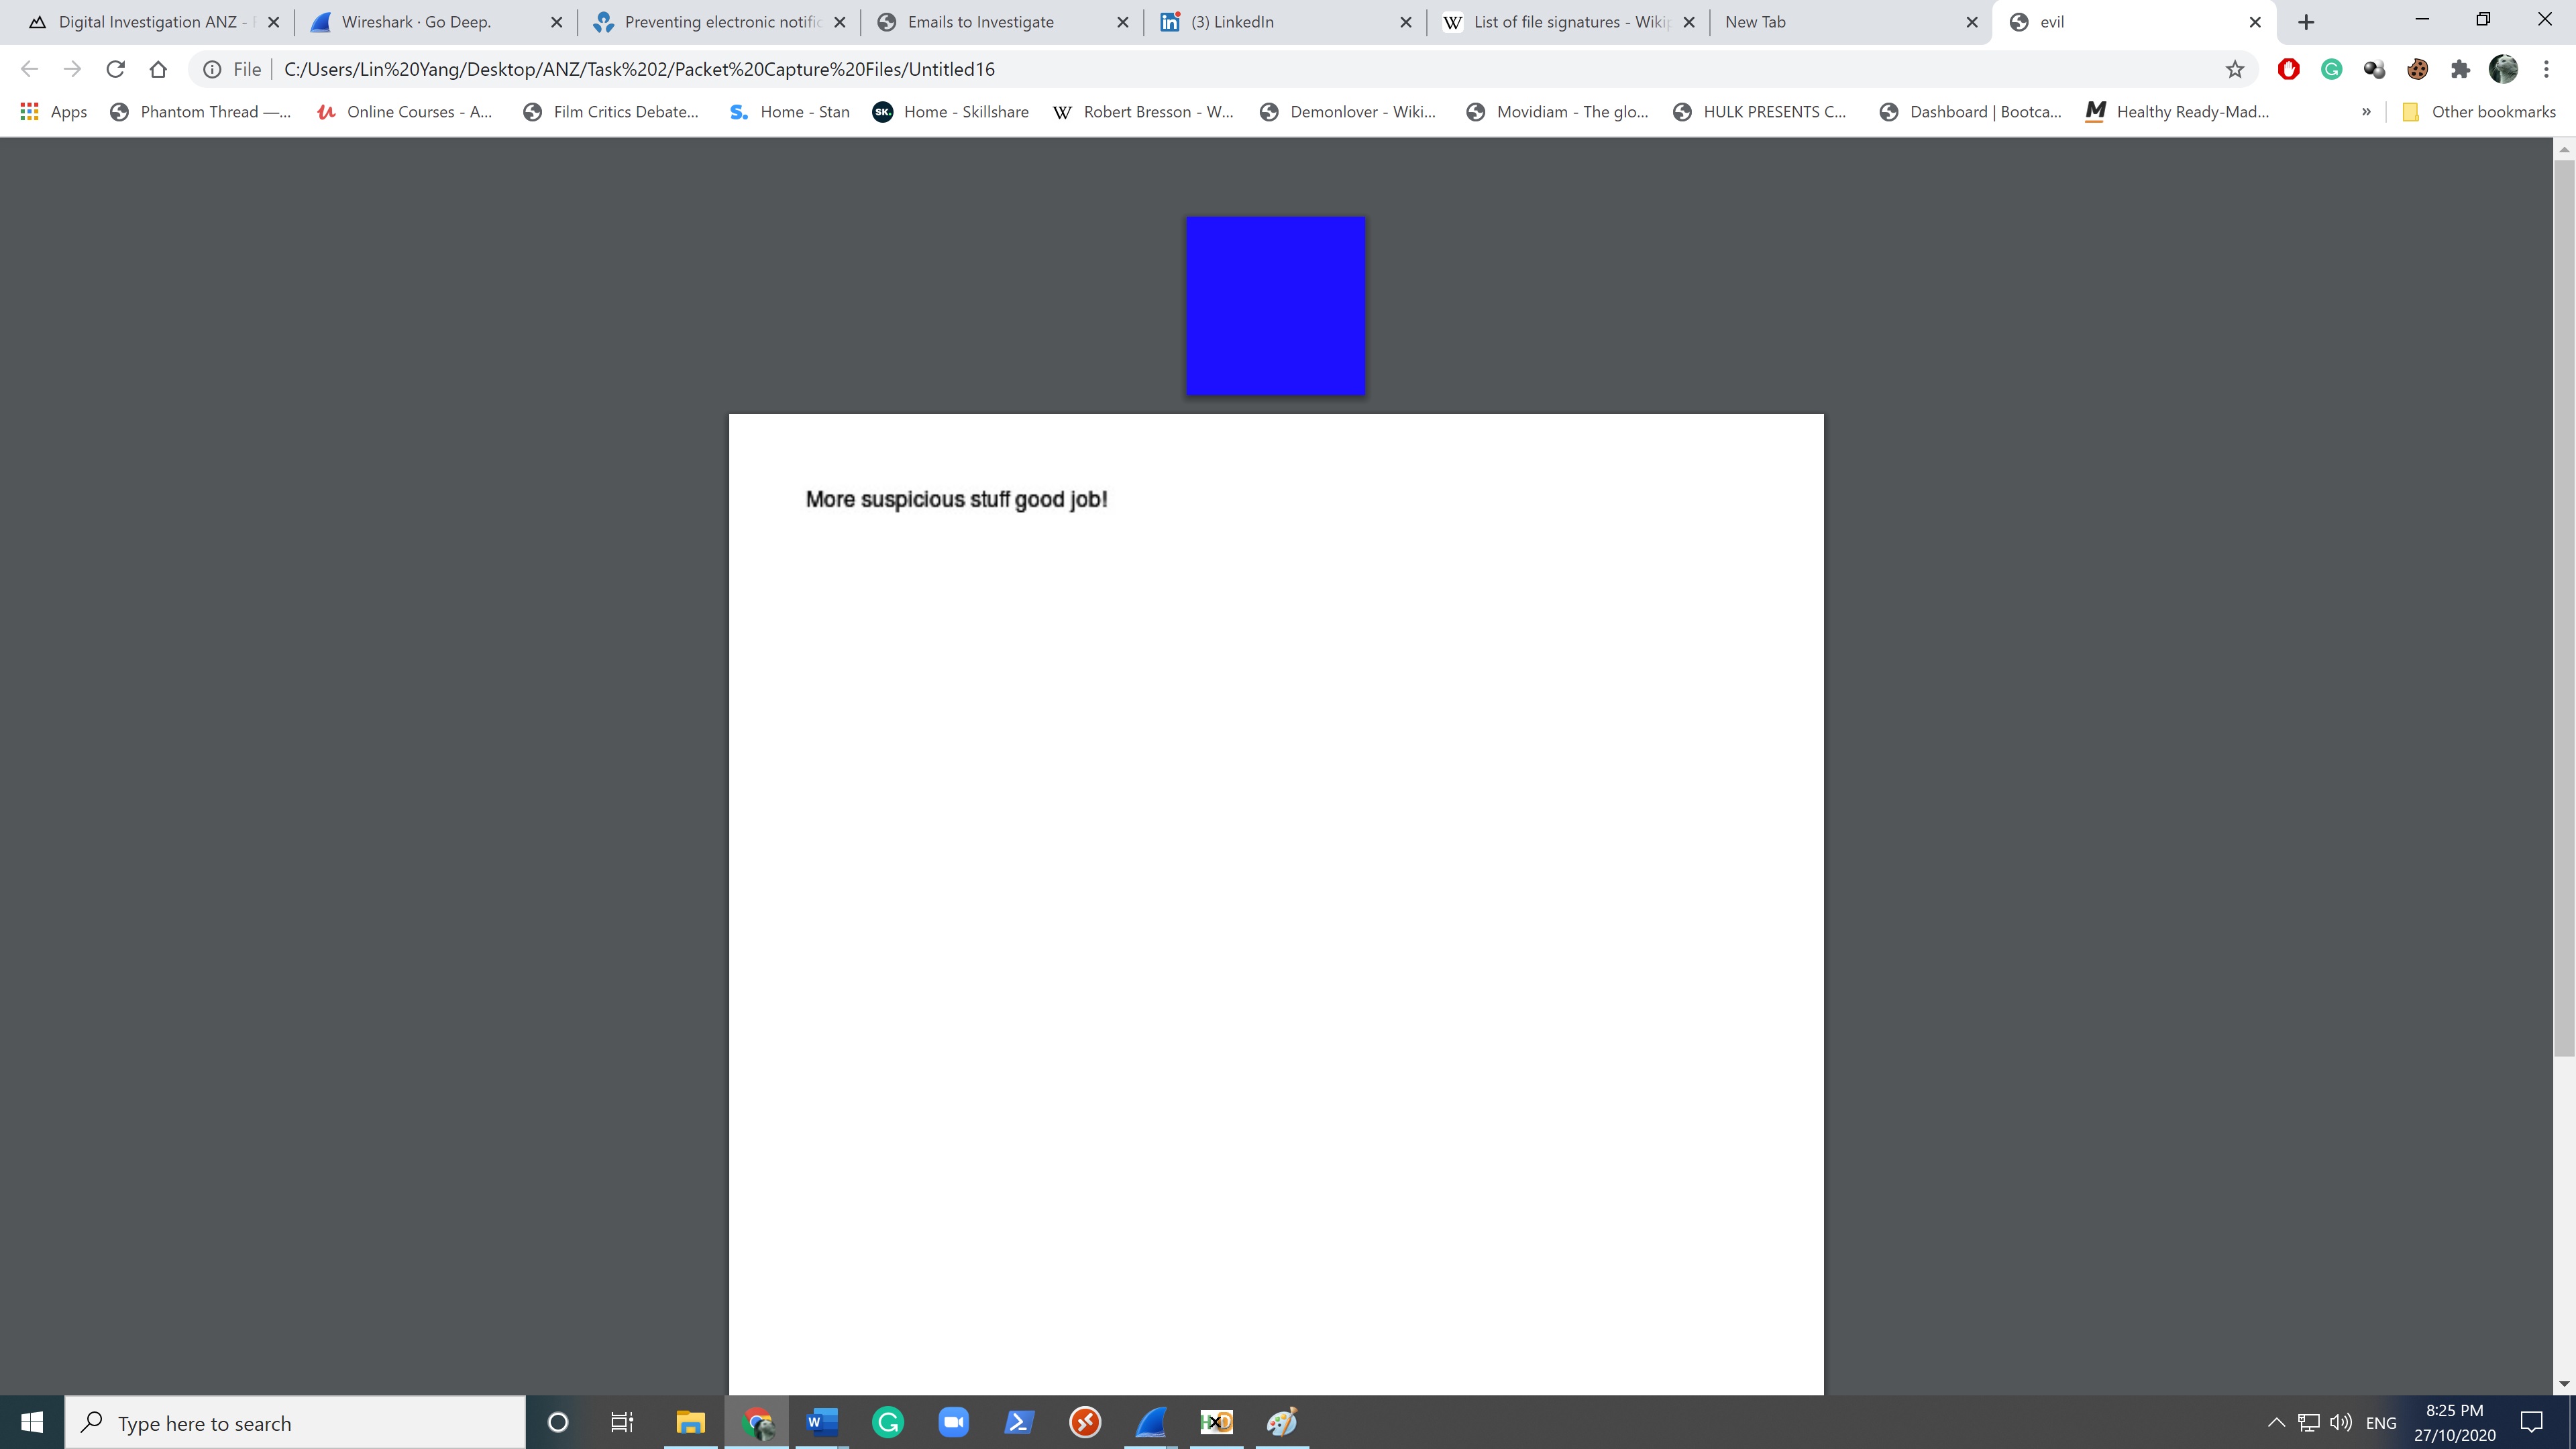 Digital Investigation ANZ -
Wireshark · Go Deep.
Preventing electronic notific
Emails to Investigate
(3) LinkedIn
List of file signatures - Wikip
New Tab
evil
File
C:/Users/Lin%20Yang/Desktop/ANZ/Task%202/Packet%20Capture%20Files/Untitled16
Apps
Phantom Thread —...
Online Courses - A...
Film Critics Debate...
S. Home - Stan
SK. Home - Skillshare
W Robert Bresson - W...
Demonlover - Wiki...
Movidiam - The glo...
HULK PRESENTS C...
Dashboard | Bootca...
M Healthy Ready-Mad...
»
Other bookmarks
More suspicious stuff good job!
Type here to search
ENG
8:25 PM
27/10/2020